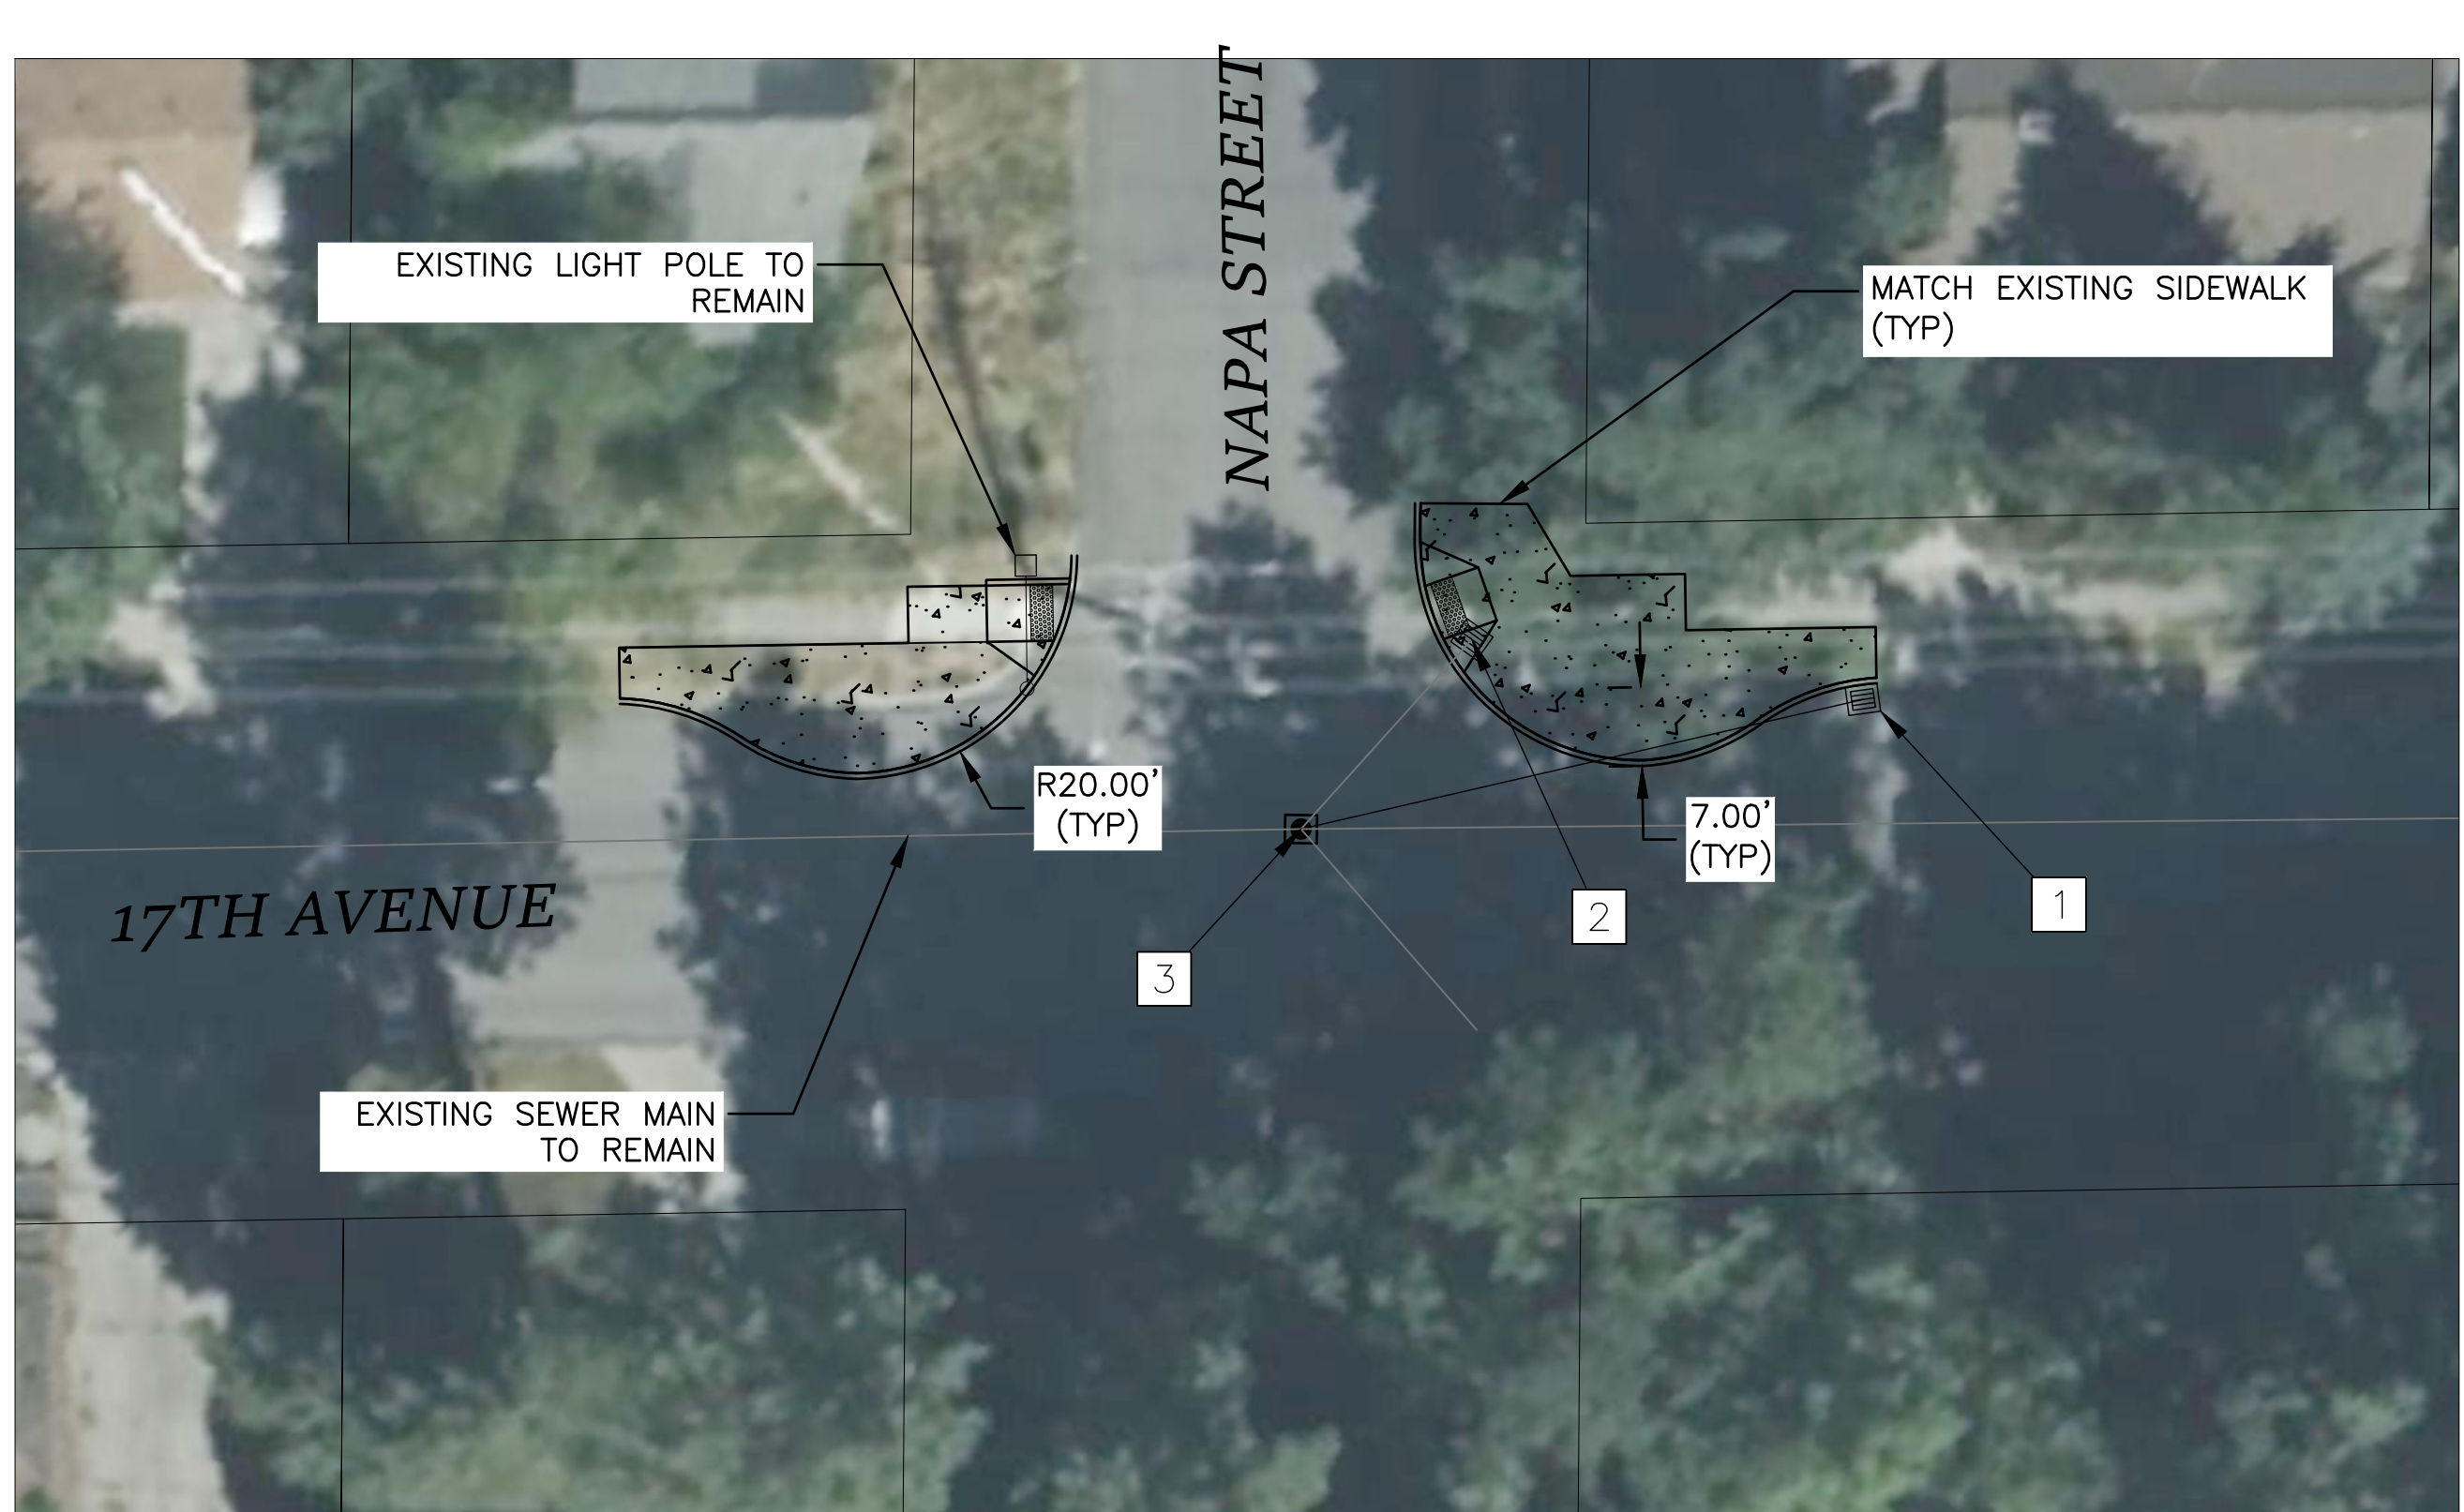 NAPA STREET
EXISTING LIGHT POLE TO
REMAIN
MATCH EXISTING SIDEWALK
(TYP)
R20.00'
(TYP)
7.00'
(TYP)
17TH AVENUE
1
2
3
EXISTING SEWER MAIN
TO REMAIN